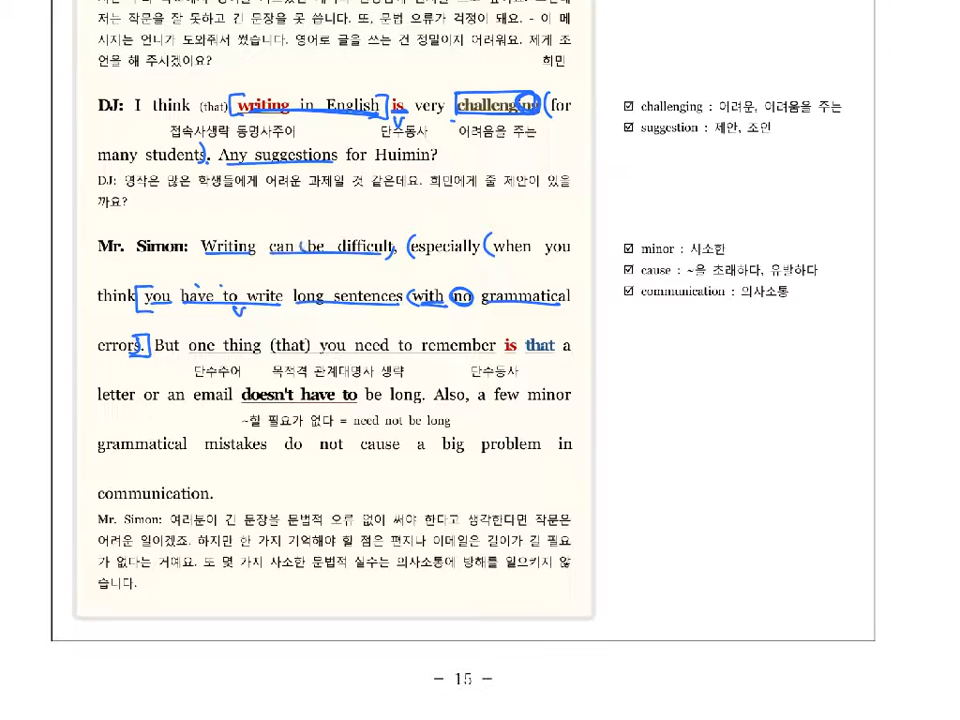 저는 작문을 잘 못하고 긴 문장을 못 씁니다. 또, 문법 오류가 걱정이 돼요. - 이 메
시지는 언니가 도와줘서 썼습니다. 영어로 글을 쓰는 건 정말이지 어려워요. 제게 조
언을 해 주시겠어요? 희민
DJ: I think (that) writing in English is very challenging for
접속사생략 동명사주어 단수동사 어려움을 주는
many students. Any suggestions for Huimin?
DJ: 영작은 많은 학생들에게 어려운 과제일 것 같은데요. 희민에게 줄 제안이 있을
까요?
Mr. Simon: Writing can be difficult, especially when you
think you have to write long sentences with no grammatical
errors. But one thing (that) you need to remember is that a
단수주어 목적격 관계대명사 생략 단수동사
letter or an email doesn't have to be long. Also, a few minor
~할 필요가 없다 = need not be long
grammatical mistakes do not cause a big problem in
communication.
Mr. Simon: 여러분이 긴 문장을 문법적 오류 없이 써야 한다고 생각한다면 작문은
어려운 일이겠죠. 하지만 한 가지 기억해야 할 점은 편지나 이메일은 길이가 길 필요
가 없다는 거예요. 또 몇 가지 사소한 문법적 실수는 의사소통에 방해를 일으키지 않
습니다.
☑ challenging : 어려운, 어려움을 주는
☑ suggestion : 제안, 조언
☑ minor : 사소한
☑ cause : ~을 초래하다, 유발하다
☑ communication : 의사소통
- 15 -